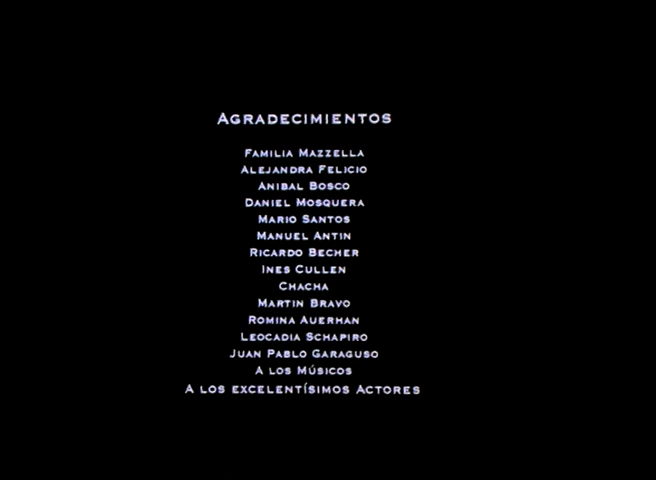 Agradecimientos
Familia Mazzella
Alejandra Felicio
Anibal Bosco
Daniel Mosquera
Mario Santos
Manuel Antin
Ricardo Becher
Ines Cullen
Chacha
Martin Bravo
Romina Auerhan
Leocadia Schapiro
Juan Pablo Garaguso
A los Músicos
A los excelentísimos Actores